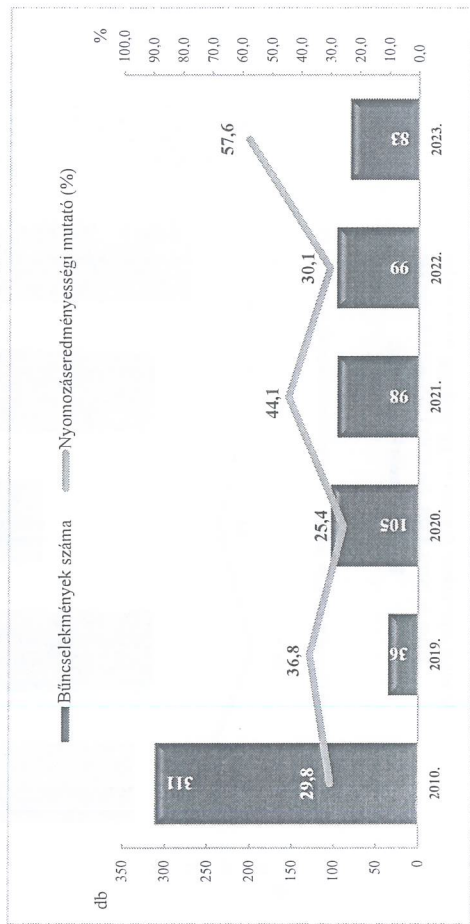 Bűncselekmények száma Nyomozáseredményességi mutató (%)
db %
350 100,0
300 90,0
250 80,0
200 70,0
150 60,0
100 50,0
50 40,0
0 30,0
20,0
10,0
0,0
311 36 105 98 99 83
29,8 36,8 25,4 44,1 30,1 57,6
2010. 2019. 2020. 2021. 2022. 2023.